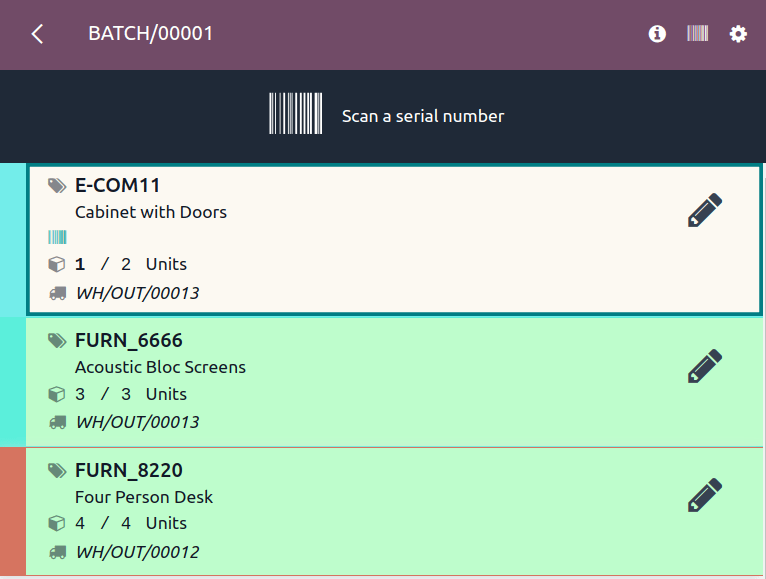 BATCH/00001
Scan a serial number
E-COM11
Cabinet with Doors
1 / 2 Units
WH/OUT/00013
FURN_6666
Acoustic Bloc Screens
3 / 3 Units
WH/OUT/00013
FURN_8220
Four Person Desk
4 / 4 Units
WH/OUT/00012